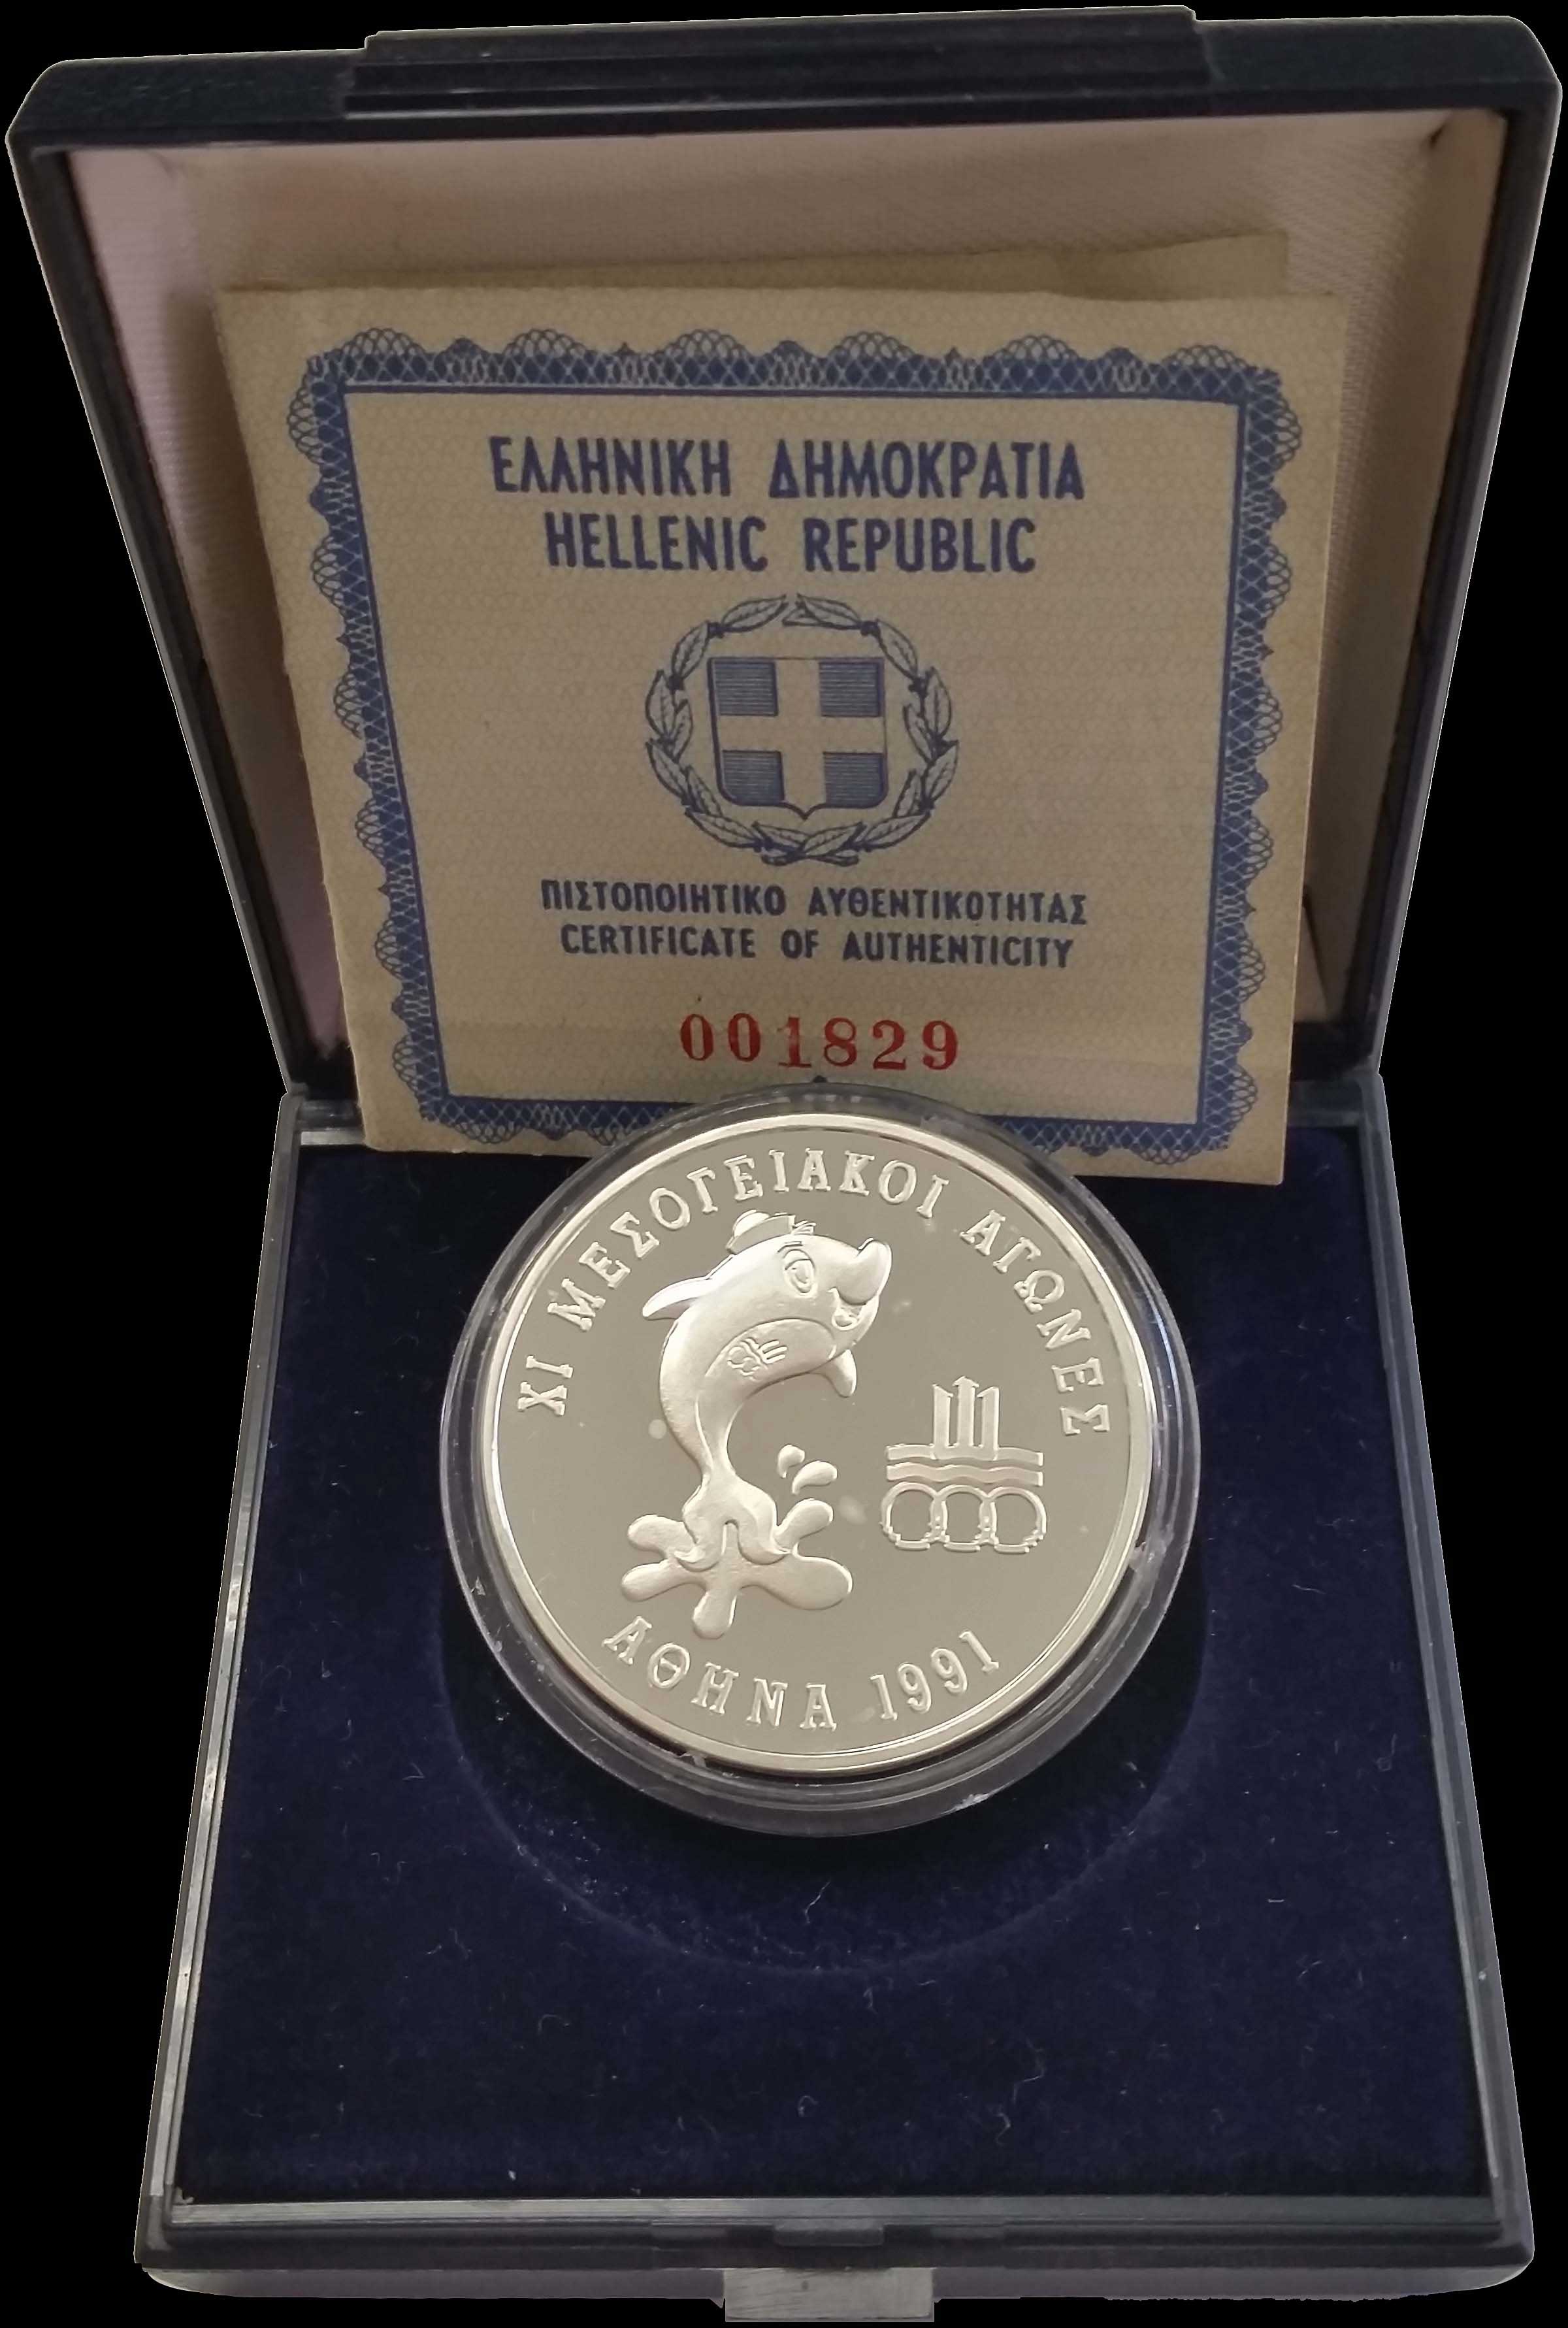 ΕΛΛΗΝΙΚΗ ΔΗΜΟΚΡΑΤΙΑ
HELLENIC REPUBLIC
ΠΙΣΤΟΠΟΙΗΤΙΚΟ ΑΥΘΕΝΤΙΚΟΤΗΤΑΣ
CERTIFICATE OF AUTHENTICITY
001829
XI ΜΕΣΟΓΕΙΑΚΟΙ ΑΓΩΝΕΣ
ΑΘΗΝΑ 1991